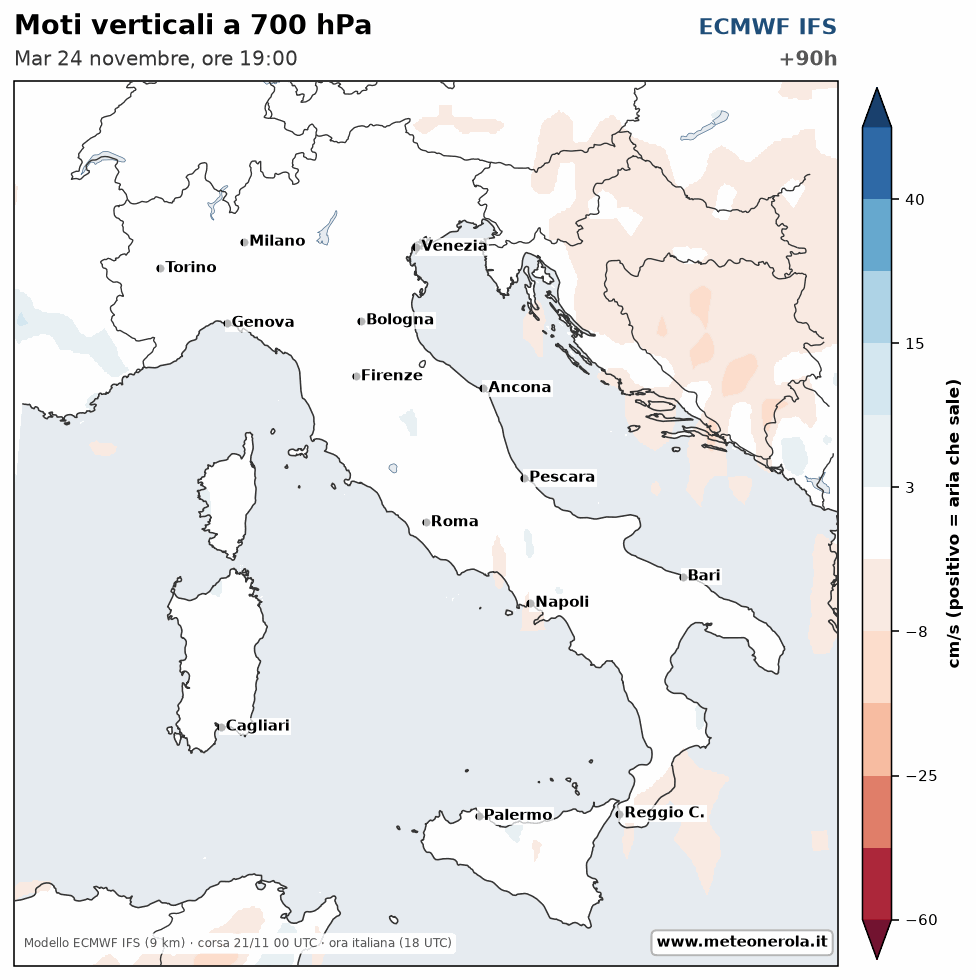 Moti verticali a 700 hPa
ECMWF IFS
Mar 24 novembre, ore 19:00
+90h
Milano
Venezia
Torino
Genova
Bologna
Firenze
Ancona
Pescara
Roma
Bari
Napoli
Cagliari
Palermo
Reggio C.
40
15
3
−8
−25
−60
cm/s (positivo = aria che sale)
Modello ECMWF IFS (9 km) · corsa 21/11 00 UTC · ora italiana (18 UTC)
www.meteonerola.it